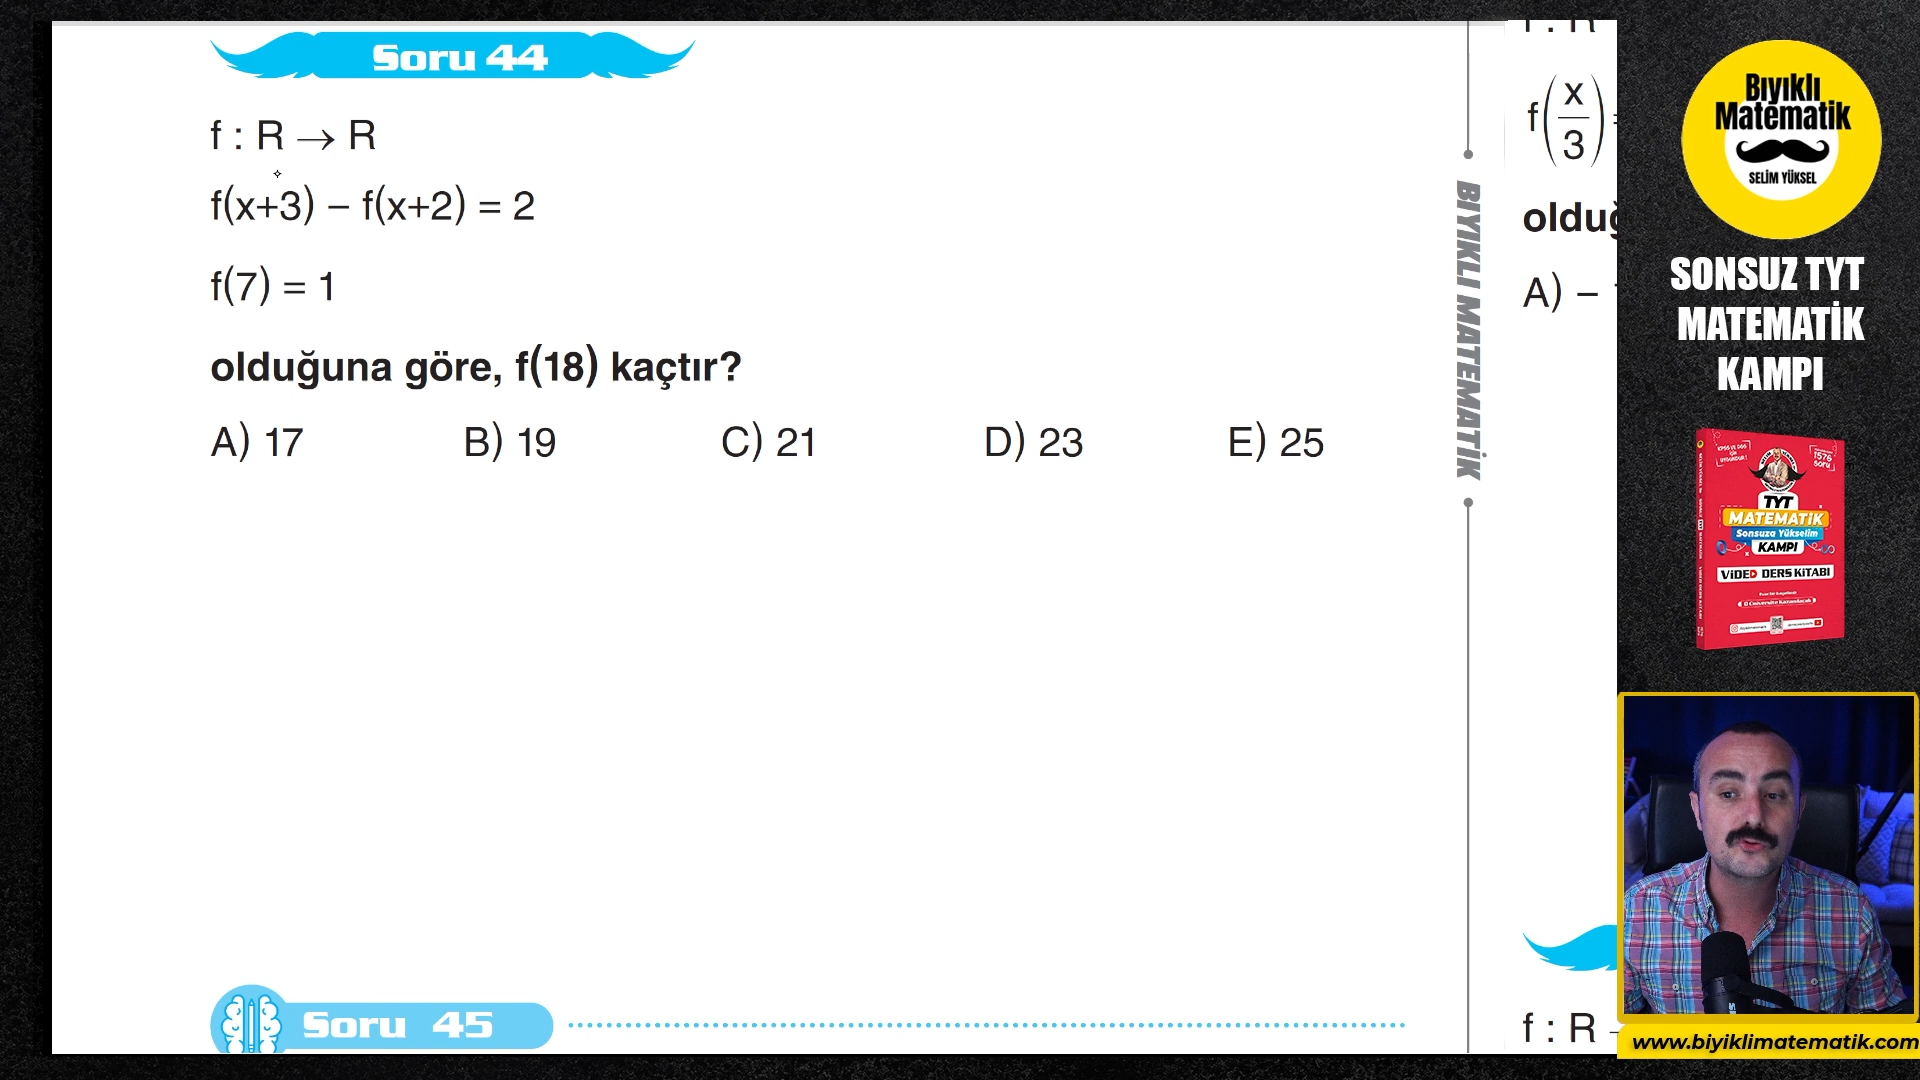 Soru 44
f : R → R
f(x+3) − f(x+2) = 2
f(7) = 1
olduğuna göre, f(18) kaçtır?
A) 17 B) 19 C) 21 D) 23 E) 25
Soru 45
BIYIKLI MATEMATİK
f(x/3)
A) −
f : R
Bıyıklı
Matematik
SELİM YÜKSEL
SONSUZ TYT
MATEMATİK
KAMPI
1576
Soru
TYT
MATEMATİK
Sonsuza Yükselim
KAMPI
VİDEO DERS KİTABI
www.biyiklimatematik.com